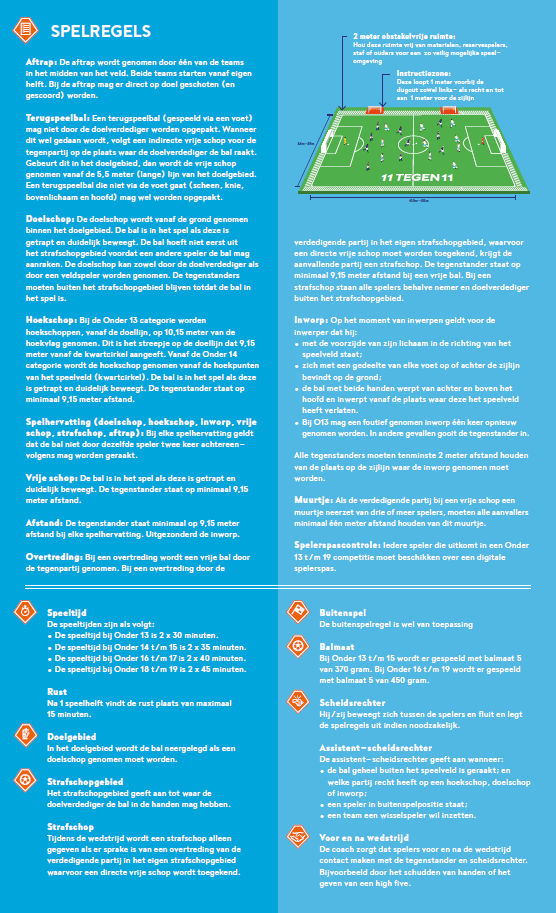 SPELREGELS
Aftrap: De aftrap wordt genomen door één van de teams
in het midden van het veld. Beide teams starten vanaf eigen
helft. Bij de aftrap mag er direct op doel geschoten (en
gescoord) worden.
Terugspeelbal: Een terugspeelbal (gespeeld via een voet)
mag niet door de doelverdediger worden opgepakt. Wanneer
dit wel gedaan wordt, volgt een indirecte vrije schop voor de
tegenpartij op de plaats waar de doelverdediger de bal raakt.
Gebeurt dit in het doelgebied, dan wordt de vrije schop
genomen vanaf de 5,5 meter (lange) lijn van het doelgebied.
Een terugspeelbal die niet via de voet gaat (scheen, knie,
bovenlichaam en hoofd) mag wel worden opgepakt.
Doelschop: De doelschop wordt vanaf de grond genomen
binnen het doelgebied. De bal is in het spel als deze is
getrapt en duidelijk beweegt. De bal hoeft niet eerst uit
het strafschopgebied voordat een andere speler de bal mag
aanraken. De doelschop kan zowel door de doelverdediger als
door een veldspeler worden genomen. De tegenstanders
moeten buiten het strafschopgebied blijven totdat de bal in
het spel is.
Hoekschop: Bij de Onder 13 categorie worden
hoekschoppen, vanaf de doellijn, op 10,15 meter van de
hoekvlag genomen. Dit is het streepje op de doellijn dat 9,15
meter vanaf de kwartcirkel aangeeft. Vanaf de Onder 14
categorie wordt de hoekschop genomen vanaf de hoekpunten
van het speelveld (kwartcirkel). De bal is in het spel als deze
is getrapt en duidelijk beweegt. De tegenstander staat op
minimaal 9,15 meter afstand.
Spelhervatting (doelschop, hoekschop, inworp, vrije
schop, strafschop, aftrap): Bij elke spelhervatting geldt
dat de bal niet door dezelfde speler twee keer achtereen-
volgens mag worden geraakt.
Vrije schop: De bal is in het spel als deze is getrapt en
duidelijk beweegt. De tegenstander staat op minimaal 9,15
meter afstand.
Afstand: De tegenstander staat minimaal op 9,15 meter
afstand bij elke spelhervatting. Uitgezonderd de inworp.
Overtreding: Bij een overtreding wordt een vrije bal door
de tegenpartij genomen. Bij een overtreding door de
2 meter obstakelvrije ruimte:
Hou deze ruimte vrij van materialen, reservespelers,
staf of ouders voor een zo veilig mogelijke speel-
omgeving
Instructiezone:
Deze loopt 1 meter voorbij de
dugout zowel links- als recht en tot
aan 1 meter voor de zijlijn
11 TEGEN 11
verdedigende partij in het eigen strafschopgebied, waarvoor
een directe vrije schop moet worden toegekend, krijgt de
aanvallende partij een strafschop. De tegenstander staat op
minimaal 9,15 meter afstand bij een vrije bal. Bij een
strafschop staan alle spelers behalve nemer en doelverdediger
buiten het strafschopgebied.
Inworp: Op het moment van inwerpen geldt voor de
inwerper dat hij:
• met de voorzijde van zijn lichaam in de richting van het
speelveld staat;
• zich met een gedeelte van elke voet op of achter de zijlijn
bevindt op de grond;
• de bal met beide handen werpt van achter en boven het
hoofd en inwerpt vanaf de plaats waar deze het speelveld
heeft verlaten.
• Bij O13 mag een foutief genomen inworp één keer opnieuw
genomen worden. In andere gevallen gooit de tegenstander in.
Alle tegenstanders moeten tenminste 2 meter afstand houden
van de plaats op de zijlijn waar de inworp genomen moet
worden.
Muurtje: Als de verdedigende partij bij een vrije schop een
muurtje neerzet van drie of meer spelers, moeten alle aanvallers
minimaal één meter afstand houden van dit muurtje.
Spelerspascontrole: Iedere speler die uitkomt in een Onder
13 t/m 19 competitie moet beschikken over een digitale
spelerspas.
Speeltijd
De speeltijden zijn als volgt:
• De speeltijd bij Onder 13 is 2 x 30 minuten.
• De speeltijd bij Onder 14 t/m 15 is 2 x 35 minuten.
• De speeltijd bij Onder 16 t/m 17 is 2 x 40 minuten.
• De speeltijd bij Onder 18 t/m 19 is 2 x 45 minuten.
Rust
Na 1 speelhelft vindt de rust plaats van maximaal
15 minuten.
Doelgebied
In het doelgebied wordt de bal neergelegd als een
doelschop genomen moet worden.
Strafschopgebied
Het strafschopgebied geeft aan tot waar de
doelverdediger de bal in de handen mag hebben.
Strafschop
Tijdens de wedstrijd wordt een strafschop alleen
gegeven als er sprake is van een overtreding van de
verdedigende partij in het eigen strafschopgebied
waarvoor een directe vrije schop wordt toegekend.
Buitenspel
De buitenspelregel is wel van toepassing
Balmaat
Bij Onder 13 t/m 15 wordt er gespeeld met balmaat 5
van 370 gram. Bij Onder 16 t/m 19 wordt er gespeeld
met balmaat 5 van 450 gram.
Scheidsrechter
Hij/zij beweegt zich tussen de spelers en fluit en legt
de spelregels uit indien noodzakelijk.
Assistent-scheidsrechter
De assistent-scheidsrechter geeft aan wanneer:
• de bal geheel buiten het speelveld is geraakt; en
welke partij recht heeft op een hoekschop, doelschop
of inworp;
• een speler in buitenspelpositie staat;
• een team een wisselspeler wil inzetten.
Voor en na wedstrijd
De coach zorgt dat spelers voor en na de wedstrijd
contact maken met de tegenstander en scheidsrechter.
Bijvoorbeeld door het schudden van handen of het
geven van een high five.